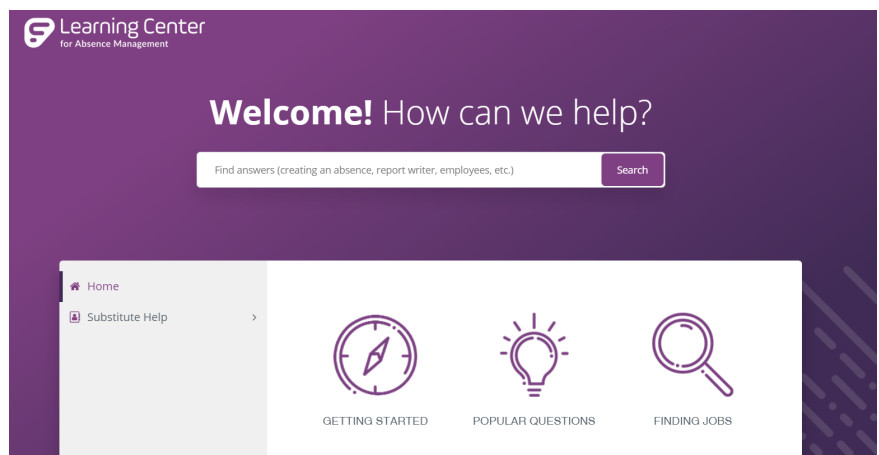 Learning Center
for Absence Management
Welcome! How can we help?
Find answers (creating an absence, report writer, employees, etc.)
Search
Home
Substitute Help
GETTING STARTED
POPULAR QUESTIONS
FINDING JOBS